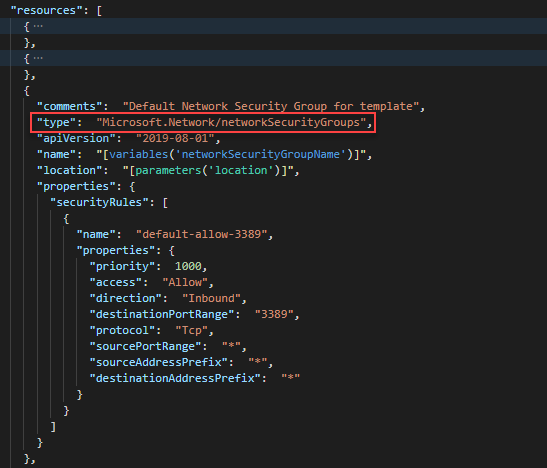 "resources": [
{ ...
},
{ ...
},
{
"comments": "Default Network Security Group for template",
"type": "Microsoft.Network/networkSecurityGroups",
"apiVersion": "2019-08-01",
"name": "[variables('networkSecurityGroupName')]",
"location": "[parameters('location')]",
"properties": {
"securityRules": [
{
"name": "default-allow-3389",
"properties": {
"priority": 1000,
"access": "Allow",
"direction": "Inbound",
"destinationPortRange": "3389",
"protocol": "Tcp",
"sourcePortRange": "*",
"sourceAddressPrefix": "*",
"destinationAddressPrefix": "*"
}
}
]
}
},